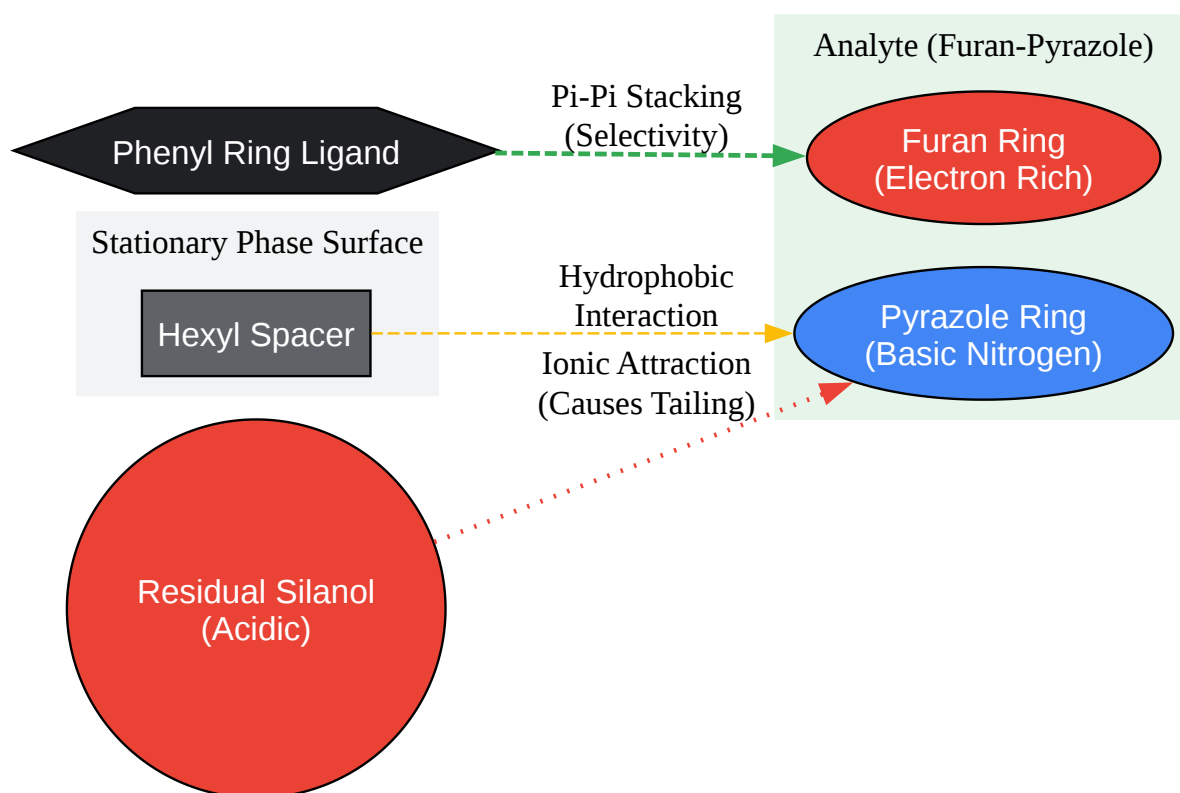 Analyte (Furan-Pyrazole)
Pi-Pi Stacking
(Selectivity)
Phenyl Ring Ligand
Furan Ring
(Electron Rich)
Stationary Phase Surface
Hexyl Spacer
Hydrophobic
Interaction
Pyrazole Ring
(Basic Nitrogen)
Ionic Attraction
(Causes Tailing)
Residual Silanol
(Acidic)